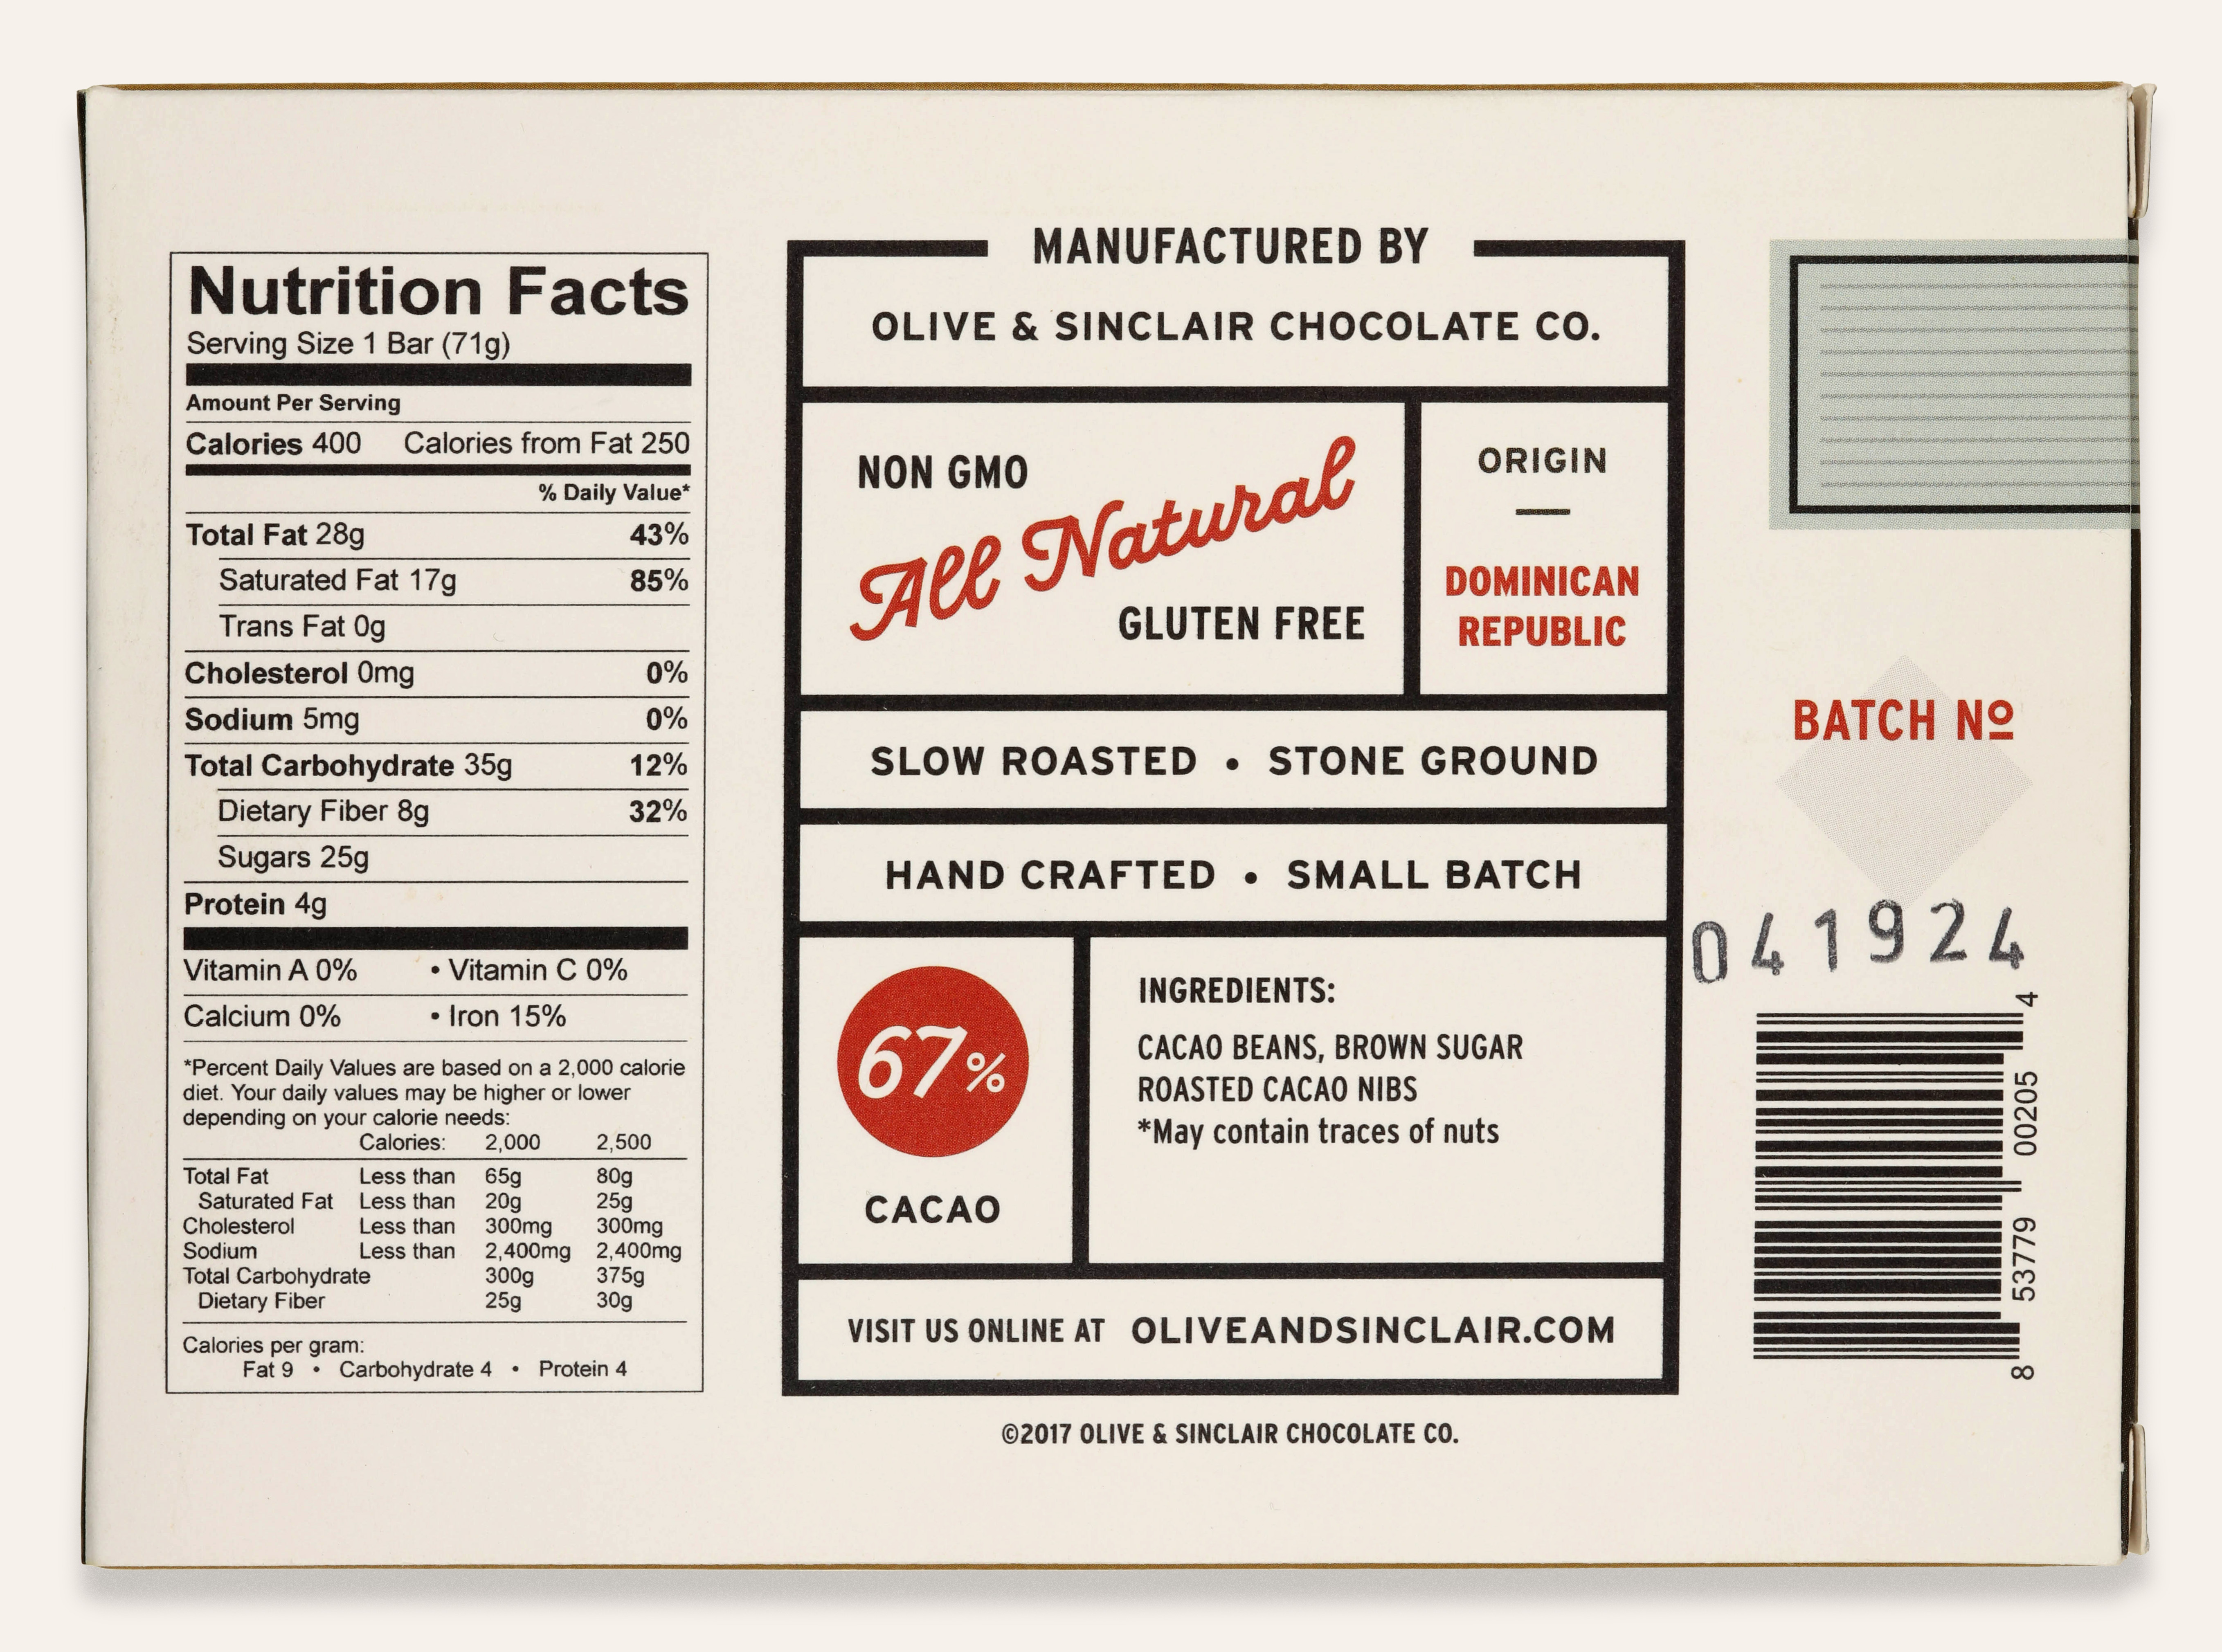 Nutrition Facts
Serving Size 1 Bar (71g)
Amount Per Serving
Calories 400 Calories from Fat 250
% Daily Value*
Total Fat 28g 43%
Saturated Fat 17g 85%
Trans Fat 0g
Cholesterol 0mg 0%
Sodium 5mg 0%
Total Carbohydrate 35g 12%
Dietary Fiber 8g 32%
Sugars 25g
Protein 4g
Vitamin A 0% • Vitamin C 0%
Calcium 0% • Iron 15%
*Percent Daily Values are based on a 2,000 calorie
diet. Your daily values may be higher or lower
depending on your calorie needs:
Calories: 2,000 2,500
Total Fat Less than 65g 80g
Saturated Fat Less than 20g 25g
Cholesterol Less than 300mg 300mg
Sodium Less than 2,400mg 2,400mg
Total Carbohydrate 300g 375g
Dietary Fiber 25g 30g
Calories per gram:
Fat 9 • Carbohydrate 4 • Protein 4
MANUFACTURED BY
OLIVE & SINCLAIR CHOCOLATE CO.
NON GMO
All Natural
GLUTEN FREE
ORIGIN
—
DOMINICAN
REPUBLIC
SLOW ROASTED • STONE GROUND
HAND CRAFTED • SMALL BATCH
67%
CACAO
INGREDIENTS:
CACAO BEANS, BROWN SUGAR
ROASTED CACAO NIBS
*May contain traces of nuts
VISIT US ONLINE AT OLIVEANDSINCLAIR.COM
©2017 OLIVE & SINCLAIR CHOCOLATE CO.
BATCH Nº
041924
8 53779 00205 4